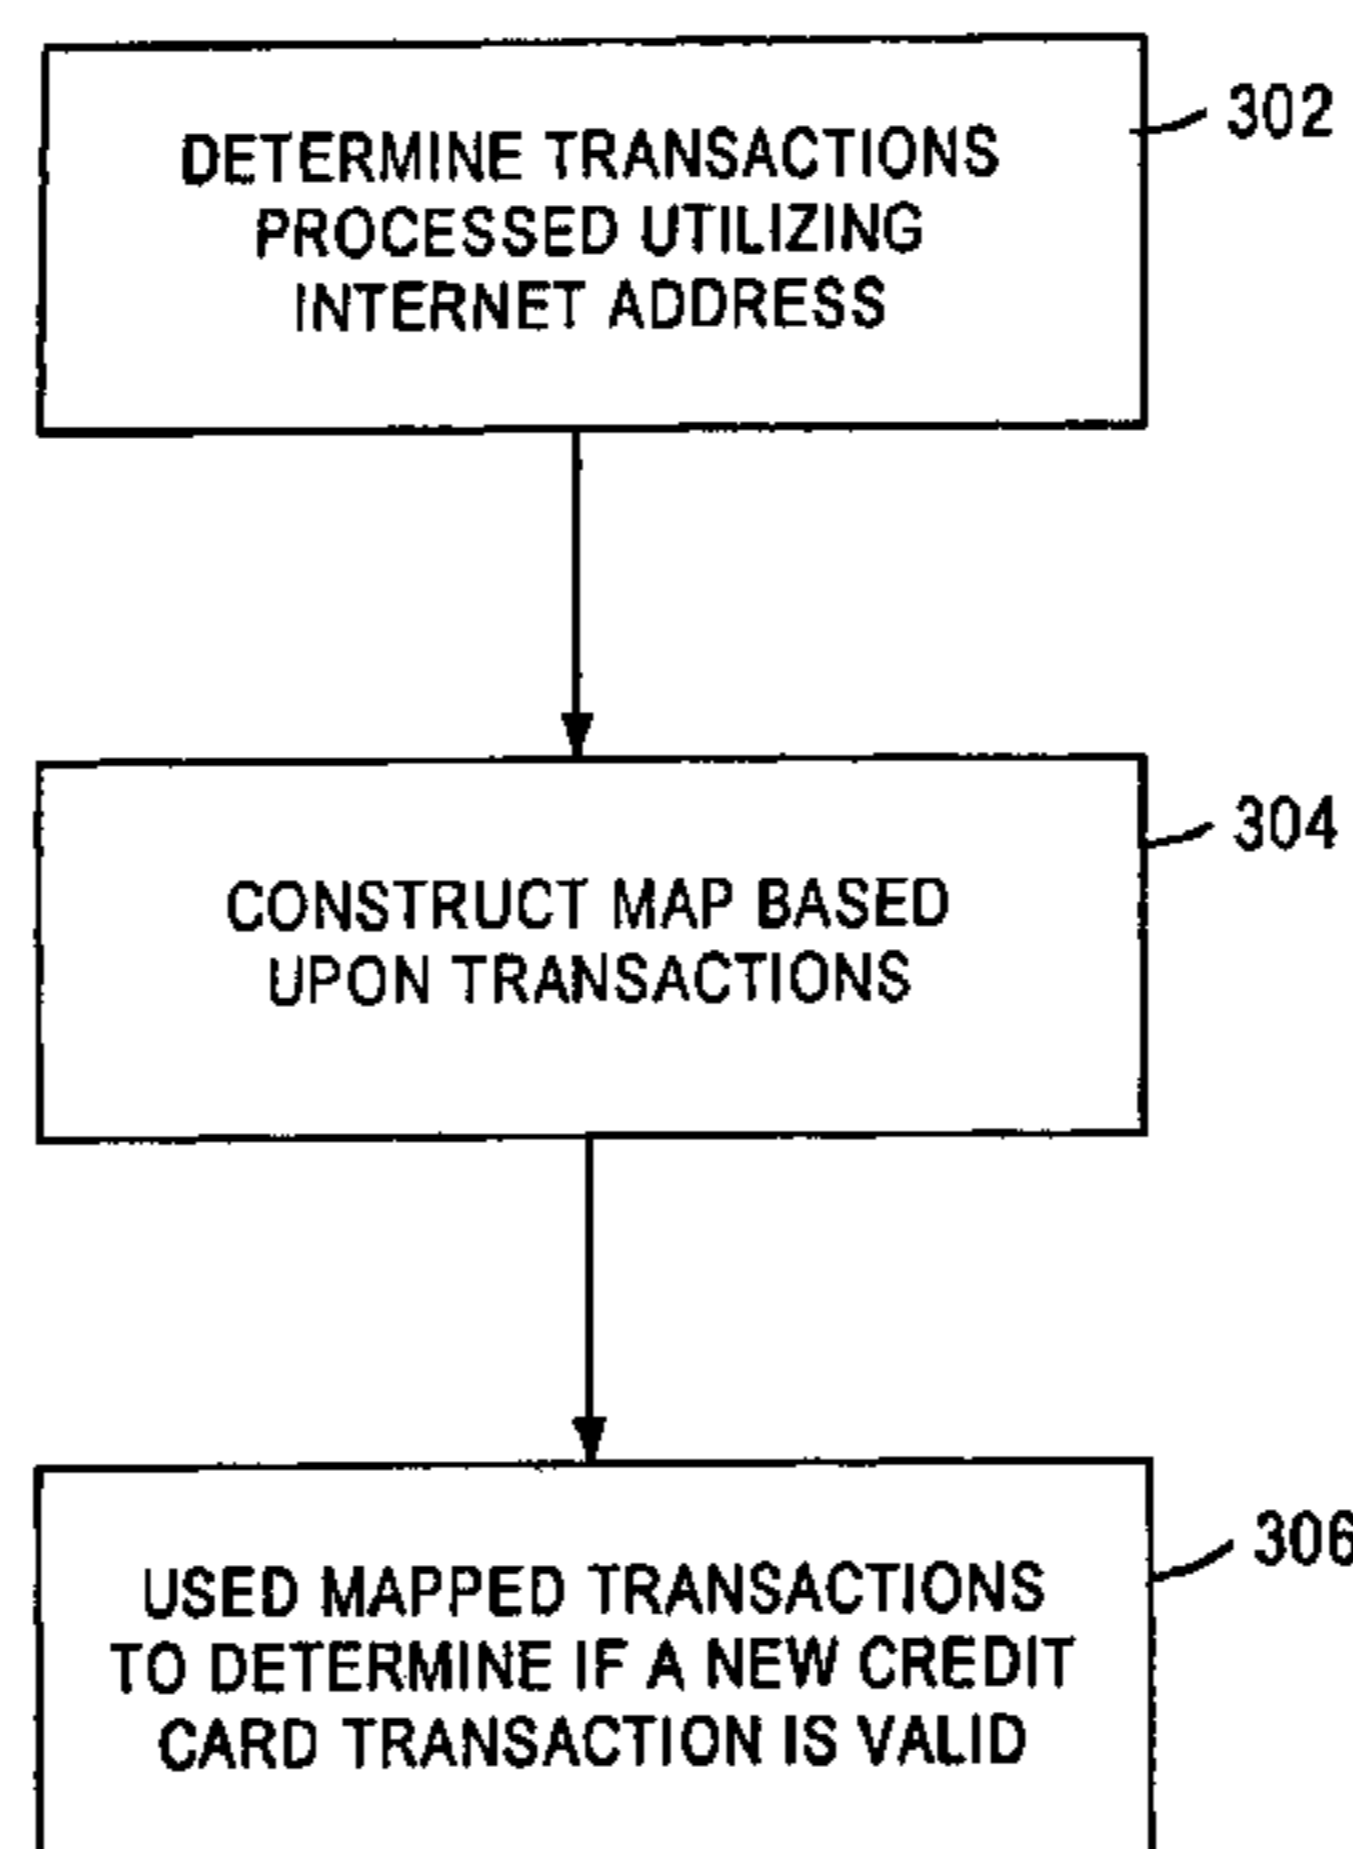 DETERMINE TRANSACTIONS
PROCESSED UTILIZING
INTERNET ADDRESS
302
CONSTRUCT MAP BASED
UPON TRANSACTIONS
304
USED MAPPED TRANSACTIONS
TO DETERMINE IF A NEW CREDIT
CARD TRANSACTION IS VALID
306